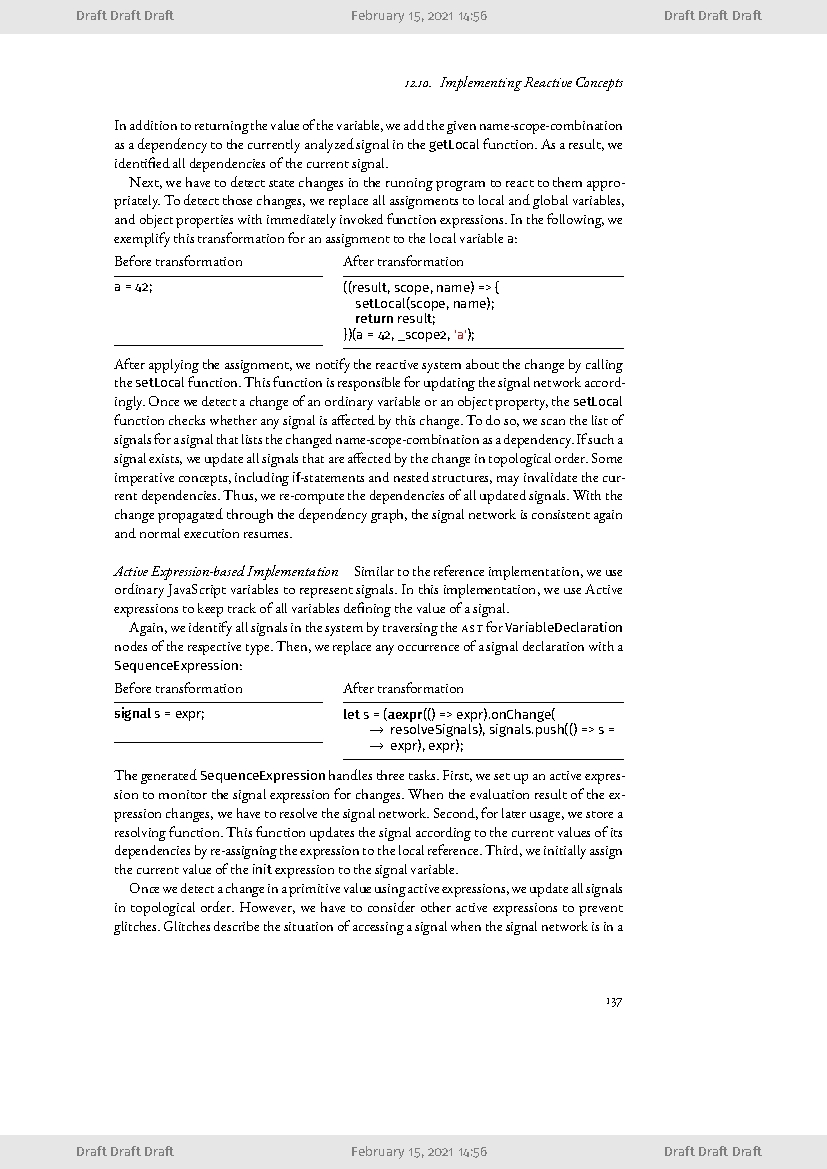 Draft Draft Draft February 15, 2021 14:56 Draft Draft Draft
12.10. Implementing Reactive Concepts
In addition to returning the value of the variable, we add the given name-scope-combination
as a dependency to the currently analyzed signal in the getLocal function. As a result, we
identified all dependencies of the current signal.
Next, we have to detect state changes in the running program to react to them appro-
priately. To detect those changes, we replace all assignments to local and global variables,
and object properties with immediately invoked function expressions. In the following, we
exemplify this transformation for an assignment to the local variable a:
Before transformation
a = 42;
After transformation
((result, scope, name) => {
setLocal(scope, name);
return result;
})(a = 42, _scope2, 'a');
After applying the assignment, we notify the reactive system about the change by calling
the setLocal function. This function is responsible for updating the signal network accord-
ingly. Once we detect a change of an ordinary variable or an object property, the setLocal
function checks whether any signal is affected by this change. To do so, we scan the list of
signals for a signal that lists the changed name-scope-combination as a dependency. If such a
signal exists, we update all signals that are affected by the change in topological order. Some
imperative concepts, including if-statements and nested structures, may invalidate the cur-
rent dependencies. Thus, we re-compute the dependencies of all updated signals. With the
change propagated through the dependency graph, the signal network is consistent again
and normal execution resumes.
Active Expression-based Implementation Similar to the reference implementation, we use
ordinary JavaScript variables to represent signals. In this implementation, we use Active
expressions to keep track of all variables defining the value of a signal.
Again, we identify all signals in the system by traversing the AST for VariableDeclaration
nodes of the respective type. Then, we replace any occurrence of a signal declaration with a
SequenceExpression:
Before transformation
signal s = expr;
After transformation
let s = (aexpr(() => expr).onChange(
→ resolveSignals), signals.push(() => s =
→ expr), expr);
The generated SequenceExpression handles three tasks. First, we set up an active expres-
sion to monitor the signal expression for changes. When the evaluation result of the ex-
pression changes, we have to resolve the signal network. Second, for later usage, we store a
resolving function. This function updates the signal according to the current values of its
dependencies by re-assigning the expression to the local reference. Third, we initially assign
the current value of the init expression to the signal variable.
Once we detect a change in a primitive value using active expressions, we update all signals
in topological order. However, we have to consider other active expressions to prevent
glitches. Glitches describe the situation of accessing a signal when the signal network is in a
137
Draft Draft Draft February 15, 2021 14:56 Draft Draft Draft